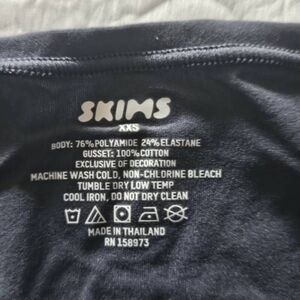 SKIMS
XXS
BODY: 76% POLYAMIDE 24% ELASTANE
GUSSET: 100% COTTON
EXCLUSIVE OF DECORATION
MACHINE WASH COLD, NON-CHLORINE BLEACH
TUMBLE DRY LOW TEMP
COOL IRON, DO NOT DRY CLEAN
MADE IN THAILAND
RN 158973